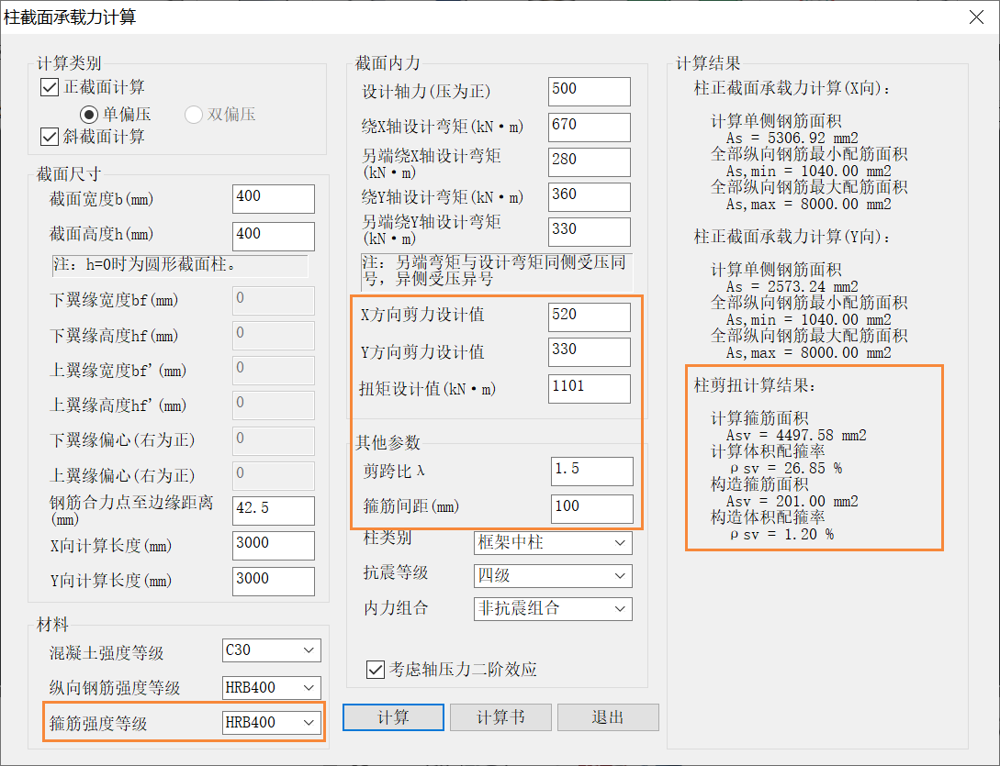 柱截面承载力计算
计算类别
正截面计算
单偏压
双偏压
斜截面计算
截面尺寸
截面宽度b(mm)
400
截面高度h(mm)
400
注: h=0时为圆形截面柱。
下翼缘宽度bf(mm)
0
下翼缘高度hf(mm)
0
上翼缘宽度bf'(mm)
0
上翼缘高度hf'(mm)
0
下翼缘偏心(右为正)
0
上翼缘偏心(右为正)
0
钢筋合力点至边缘距离
(mm)
42.5
X向计算长度(mm)
3000
Y向计算长度(mm)
3000
材料
混凝土强度等级
C30
纵向钢筋强度等级
HRB400
箍筋强度等级
HRB400
截面内力
设计轴力(压为正)
500
绕X轴设计弯矩(kN·m)
670
另端绕X轴设计弯矩
(kN·m)
280
绕Y轴设计弯矩(kN·m)
360
另端绕Y轴设计弯矩
(kN·m)
330
注: 另端弯矩与设计弯矩同侧受压同
号, 异侧受压异号
X方向剪力设计值
520
Y方向剪力设计值
330
扭矩设计值(kN·m)
1101
其他参数
剪跨比λ
1.5
箍筋间距(mm)
100
柱类别
框架中柱
抗震等级
四级
内力组合
非抗震组合
考虑轴压力二阶效应
计算
计算书
退出
计算结果
柱正截面承载力计算(X向):
计算单侧钢筋面积
As = 5306.92 mm2
全部纵向钢筋最小配筋面积
As,min = 1040.00 mm2
全部纵向钢筋最大配筋面积
As,max = 8000.00 mm2
柱正截面承载力计算(Y向):
计算单侧钢筋面积
As = 2573.24 mm2
全部纵向钢筋最小配筋面积
As,min = 1040.00 mm2
全部纵向钢筋最大配筋面积
As,max = 8000.00 mm2
柱剪扭计算结果:
计算箍筋面积
Asv = 4497.58 mm2
计算体积配箍率
ρsv = 26.85 %
构造箍筋面积
Asv = 201.00 mm2
构造体积配箍率
ρsv = 1.20 %